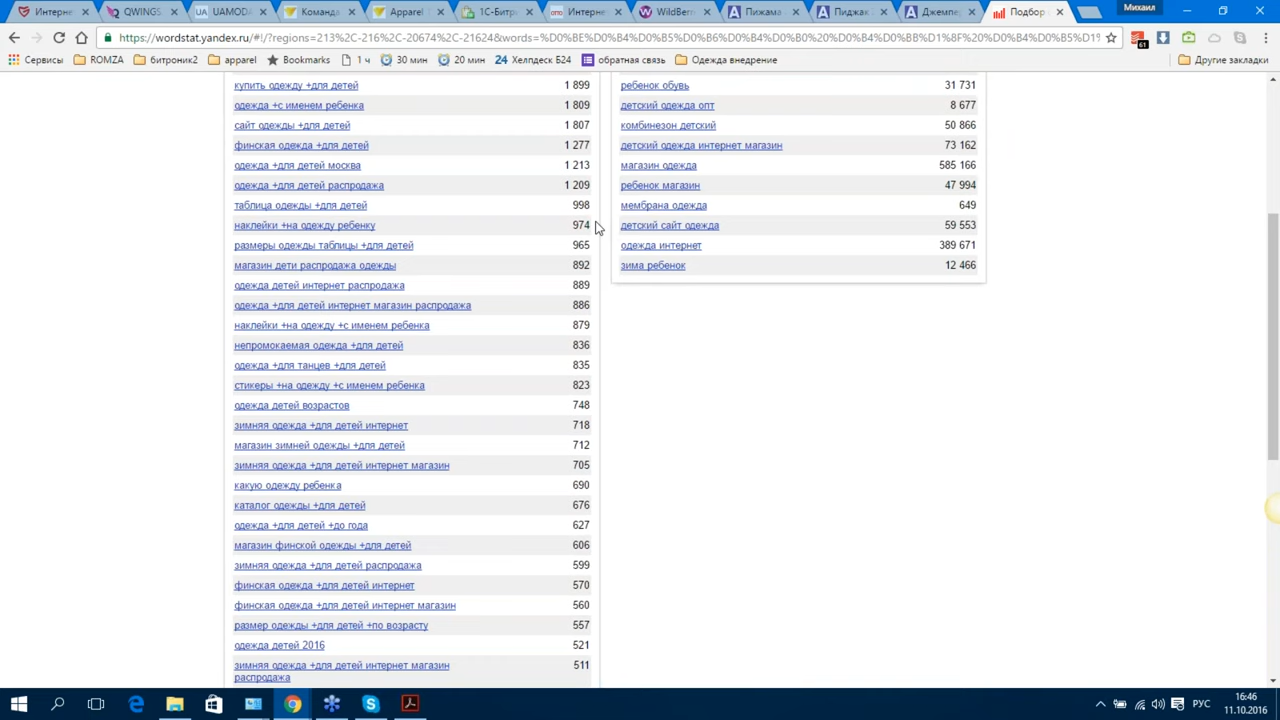 Интерне
QWINGS
UAMODA
Команда
Apparel
1С-Битр
Интерне
WildBerr
Пижама
Пиджак
Джемпе
Подбор
Михаил
https://wordstat.yandex.ru/#!/?regions=213%2C-216%2C-20674%2C-21624&words=%D0%BE%D0%B4%D0%B5%D0%B6%D0%B4%D0%B0%20%D0%B4%D0%BB%D1%8F%20%D0%B4%D0%B5%D1%9
61
Сервисы
ROMZA
битроник2
apparel
Bookmarks
1 ч
30 мин
20 мин
Хелпдеск Б24
обратная связь
Одежда внедрение
Другие закладки
купить одежду +для детей 1 899
одежда +с именем ребенка 1 809
сайт одежды +для детей 1 807
финская одежда +для детей 1 277
одежда +для детей москва 1 213
одежда +для детей распродажа 1 209
таблица одежды +для детей 998
наклейки +на одежду ребенку 974
размеры одежды таблицы +для детей 965
магазин дети распродажа одежды 892
одежда детей интернет распродажа 889
одежда +для детей интернет магазин распродажа 886
наклейки +на одежду +с именем ребенка 879
непромокаемая одежда +для детей 836
одежда +для танцев +для детей 835
стикеры +на одежду +с именем ребенка 823
одежда детей возрастов 748
зимняя одежда +для детей интернет 718
магазин зимней одежды +для детей 712
зимняя одежда +для детей интернет магазин 705
какую одежду ребенка 690
каталог одежды +для детей 676
одежда +для детей +до года 627
магазин финской одежды +для детей 606
зимняя одежда +для детей распродажа 599
финская одежда +для детей интернет 570
финская одежда +для детей интернет магазин 560
размер одежды +для детей +по возрасту 557
одежда детей 2016 521
зимняя одежда +для детей интернет магазин 511
распродажа
ребенок обувь 31 731
детский одежда опт 8 677
комбинезон детский 50 866
детский одежда интернет магазин 73 162
магазин одежда 585 166
ребенок магазин 47 994
мембрана одежда 649
детский сайт одежда 59 553
одежда интернет 389 671
зима ребенок 12 466
РУС
16:46
11.10.2016